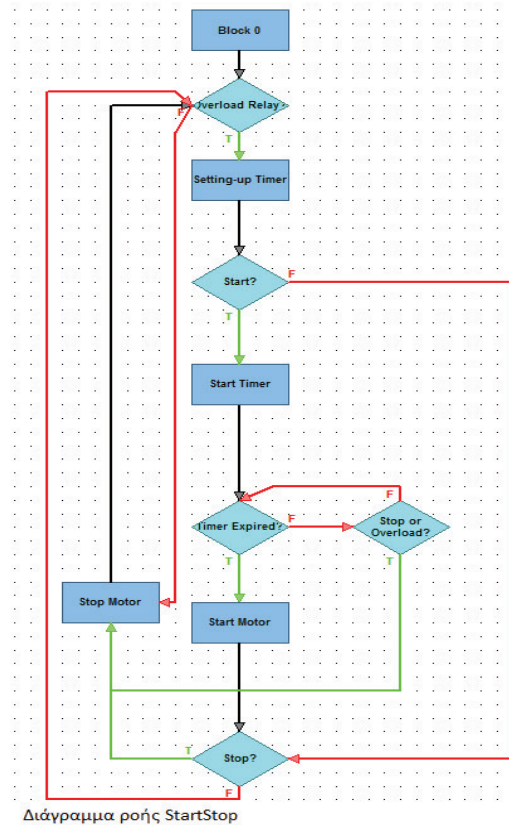 Block 0
Overload Relay?
F
T
Setting-up Timer
Start?
F
T
Start Timer
F
Timer Expired?
F
Stop or
Overload?
T
T
Stop Motor
Start Motor
T
Stop?
F
Διάγραμμα ροής StartStop